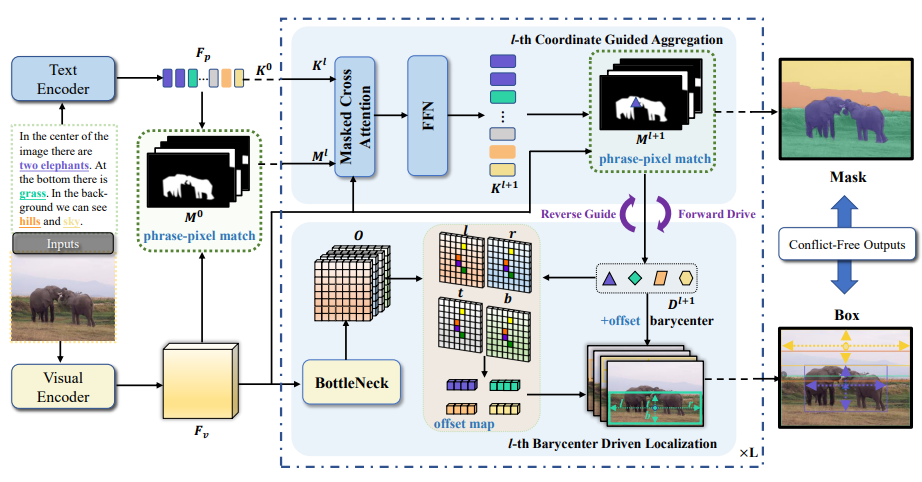 Text
Encoder
In the center of the
image there are
two elephants. At
the bottom there is
grass. In the back-
ground we can see
hills and sky.
Inputs
Visual
Encoder
F_p
K^0
M^0
phrase-pixel match
F_v
l-th Coordinate Guided Aggregation
K^l
M^l
Masked Cross
Attention
FFN
K^{l+1}
M^{l+1}
phrase-pixel match
Reverse Guide
Forward Drive
O
l
r
t
b
offset map
BottleNeck
D^{l+1}
+offset
barycenter
l
t
r
b
l-th Barycenter Driven Localization
×L
Mask
Conflict-Free Outputs
Box